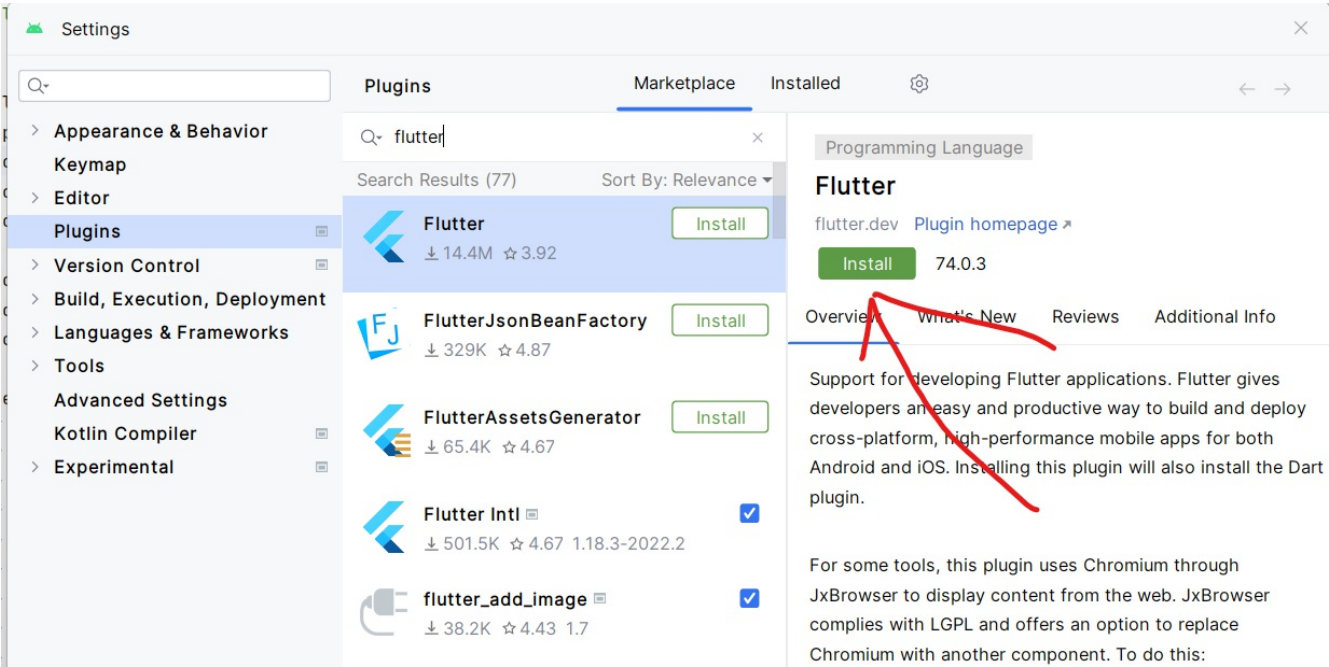 Settings
Plugins
Marketplace
Installed
Appearance & Behavior
Keymap
Editor
Plugins
Version Control
Build, Execution, Deployment
Languages & Frameworks
Tools
Advanced Settings
Kotlin Compiler
Experimental
flutter
Search Results (77)
Sort By: Relevance
Flutter
Install
14.4M 3.92
FlutterJsonBeanFactory
Install
329K 4.87
FlutterAssetsGenerator
Install
65.4K 4.67
Flutter Intl
501.5K 4.67 1.18.3-2022.2
flutter_add_image
38.2K 4.43 1.7
Programming Language
Flutter
flutter.dev Plugin homepage
Install 74.0.3
Overview What's New Reviews Additional Info
Support for developing Flutter applications. Flutter gives
developers an easy and productive way to build and deploy
cross-platform, high-performance mobile apps for both
Android and iOS. Installing this plugin will also install the Dart
plugin.
For some tools, this plugin uses Chromium through
JxBrowser to display content from the web. JxBrowser
complies with LGPL and offers an option to replace
Chromium with another component. To do this: